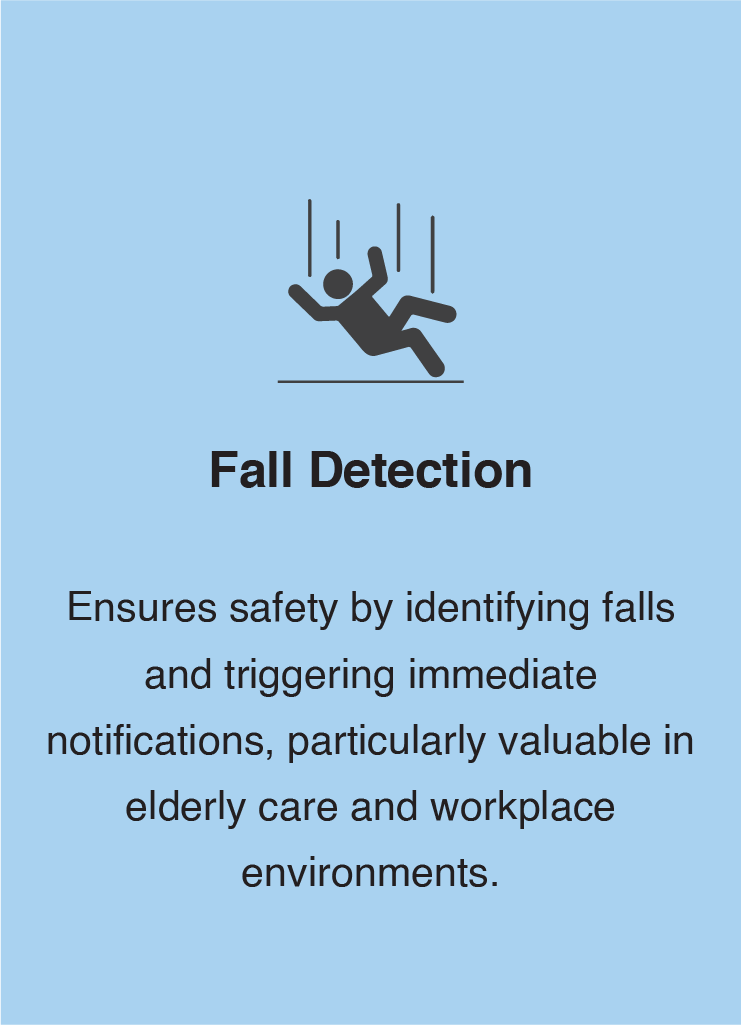 Fall Detection
Ensures safety by identifying falls
and triggering immediate
notifications, particularly valuable in
elderly care and workplace
environments.